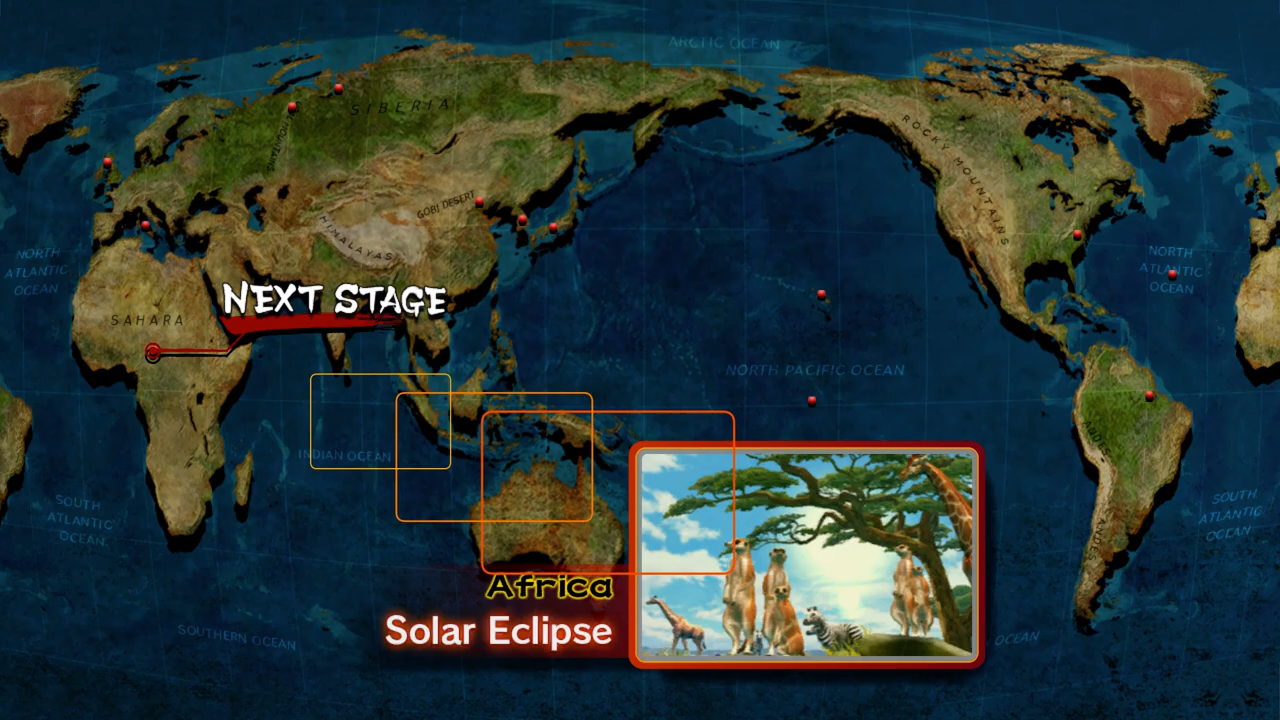 ARCTIC OCEAN
SIBERIA
ROCKY MOUNTAINS
GOBI DESERT
HIMALAYAS
NORTH
ATLANTIC
OCEAN
NORTH
ATLANTIC
OCEAN
NEXT STAGE
SAHARA
NORTH PACIFIC OCEAN
INDIAN OCEAN
SOUTH
ATLANTIC
OCEAN
SOUTH
ATLANTIC
OCEAN
ANDES
Africa
Solar Eclipse
SOUTHERN OCEAN
OCEAN